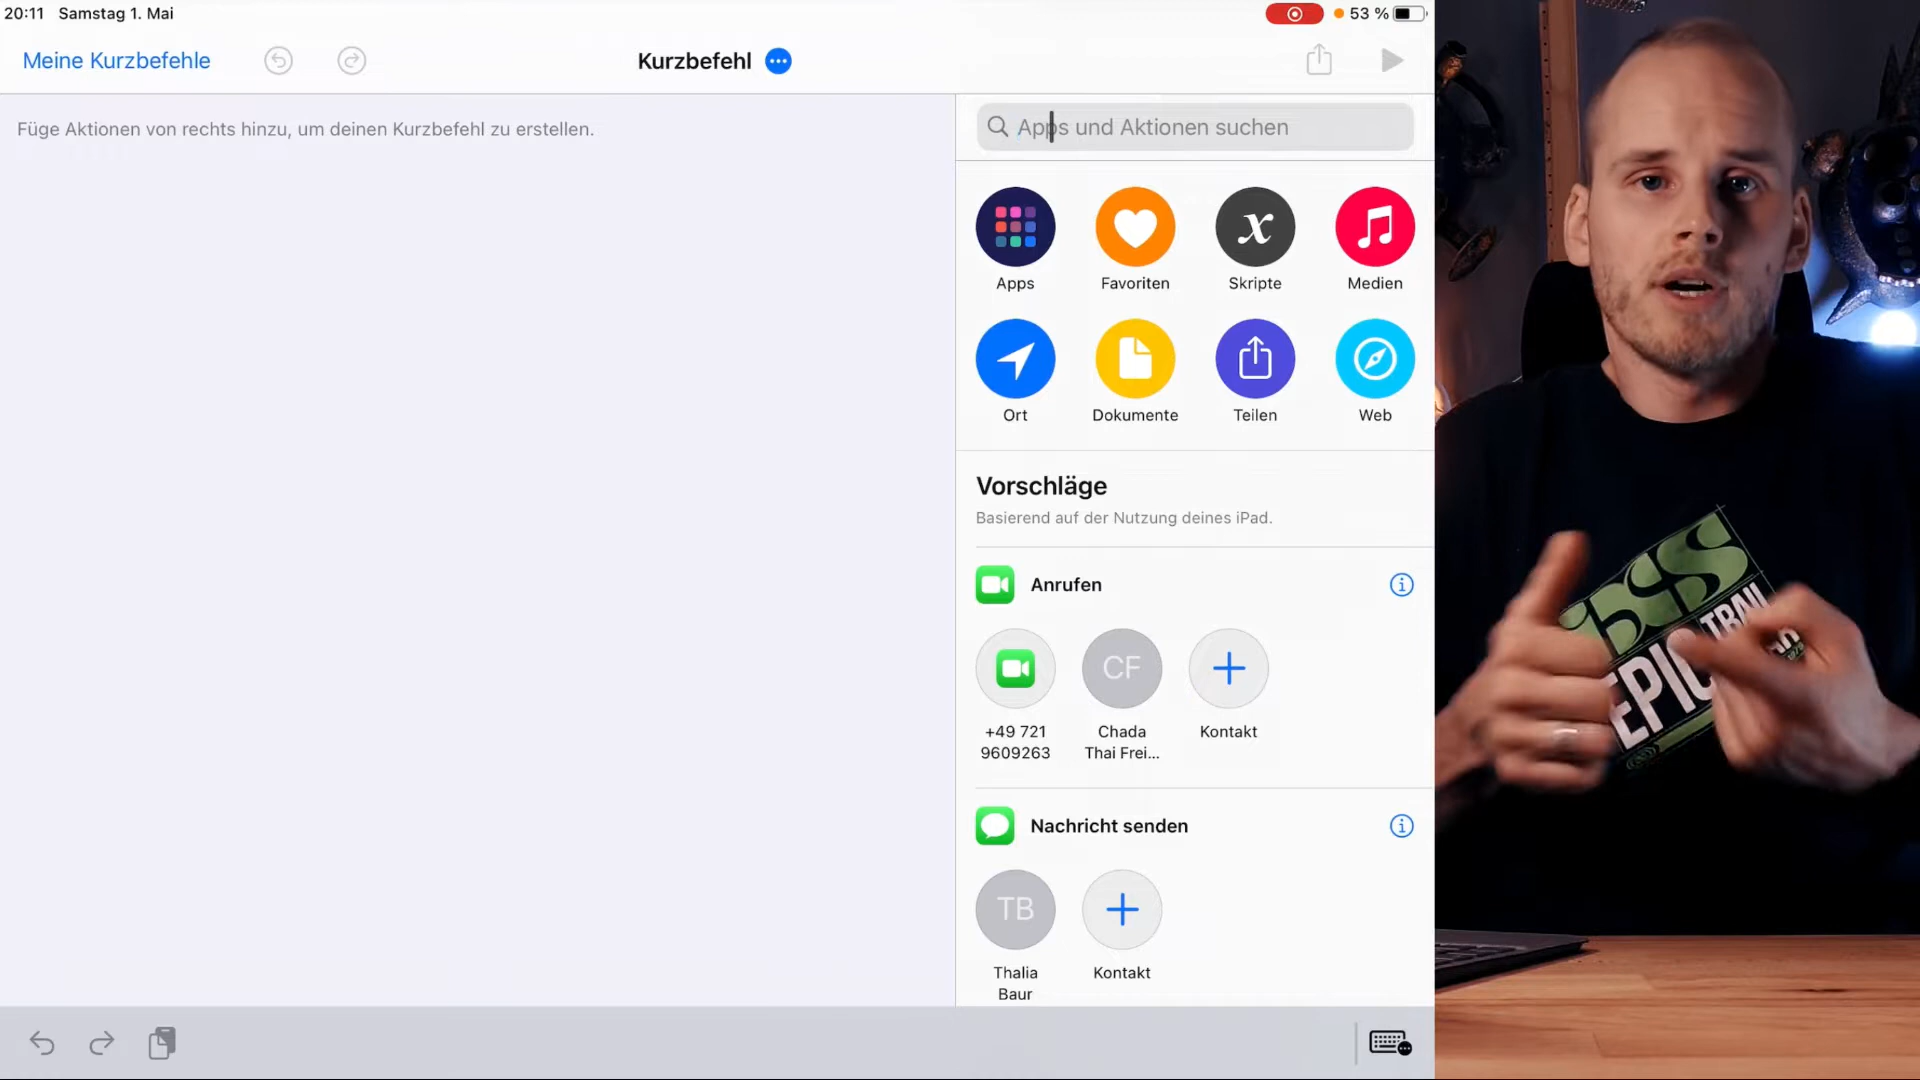 20:11 Samstag 1. Mai
53 %
Meine Kurzbefehle
Kurzbefehl
Füge Aktionen von rechts hinzu, um deinen Kurzbefehl zu erstellen.
Apps und Aktionen suchen
Apps
Favoriten
Skripte
Medien
Ort
Dokumente
Teilen
Web
Vorschläge
Basierend auf der Nutzung deines iPad.
Anrufen
CF
+49 721
9609263
Chada
Thai Frei...
Kontakt
Nachricht senden
TB
Thalia
Baur
Kontakt
EPIC
TRAIL